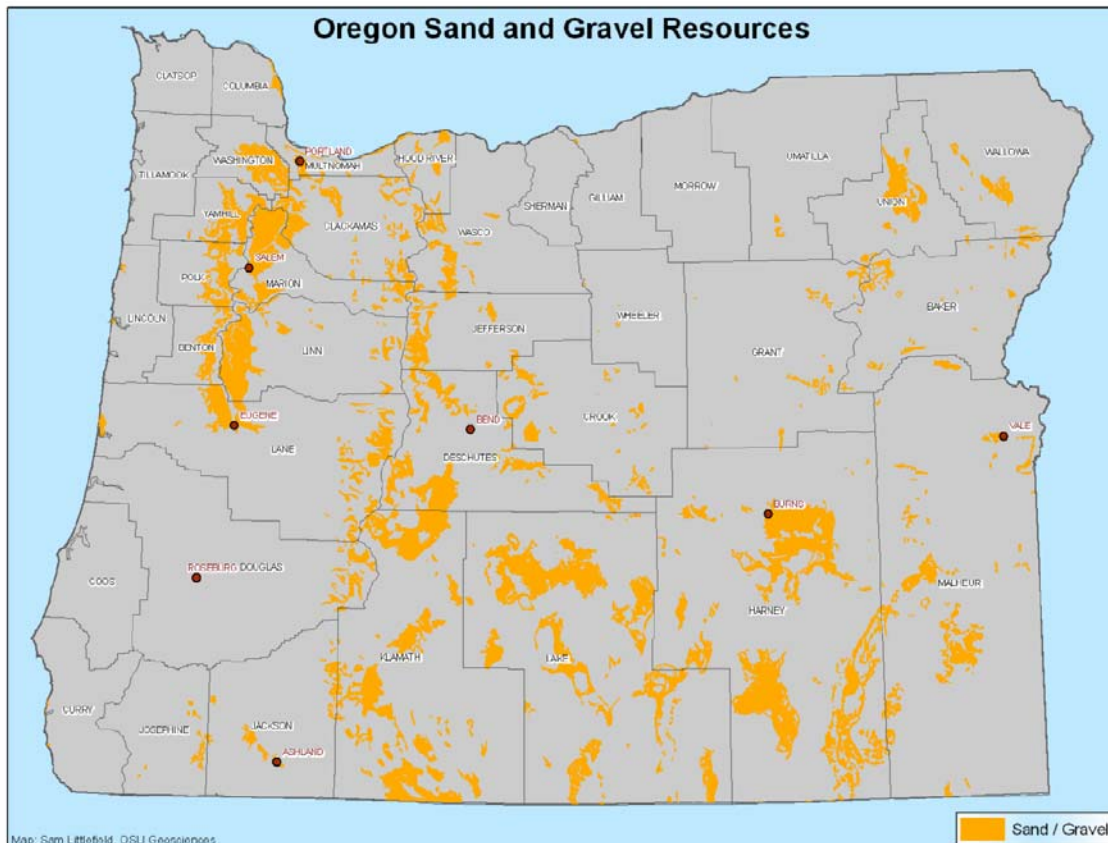 Oregon Sand and Gravel Resources
CLATSOP
COLUMBIA
PORTLAND
WASHINGTON
MULTNOMAH
HOOD RIVER
TILLAMOOK
UMATILLA
WALLOWA
MORROW
GILLIAM
SHERMAN
UNION
YAMHILL
CLACKAMAS
WASCO
SALEM
POLK
MARION
BAKER
LINCOLN
WHEELER
JEFFERSON
BENTON
LINN
GRANT
EUGENE
BEND
CROOK
VALE
LANE
DESCHUTES
BURNS
ROSEBURG
DOUGLAS
COOS
MALHEUR
HARNEY
KLAMATH
LAKE
CURRY
JOSEPHINE
JACKSON
ASHLAND
Sand / Gravel
Map: Sam Littlefield, OSU Geosciences